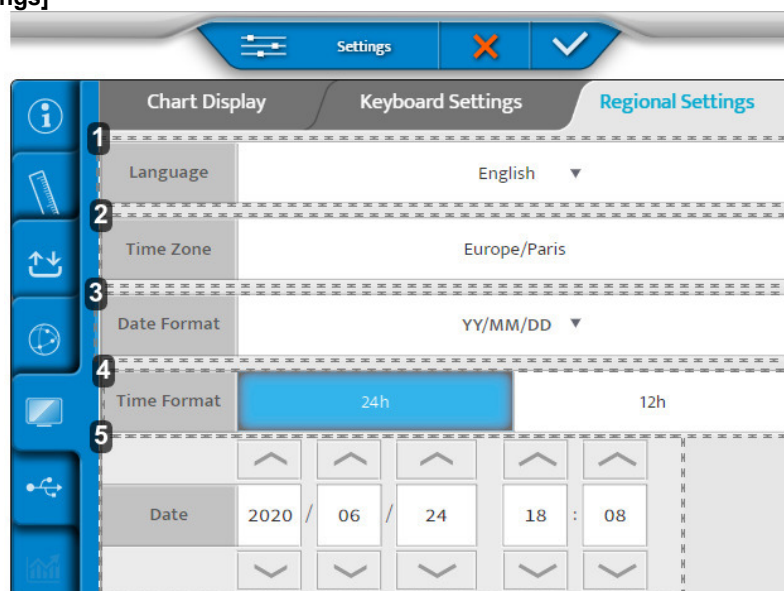 ngs]
Settings
Chart Display Keyboard Settings Regional Settings
1
Language English
2
Time Zone Europe/Paris
3
Date Format YY/MM/DD
4
Time Format 24h 12h
5
Date 2020 / 06 / 24 18 : 08